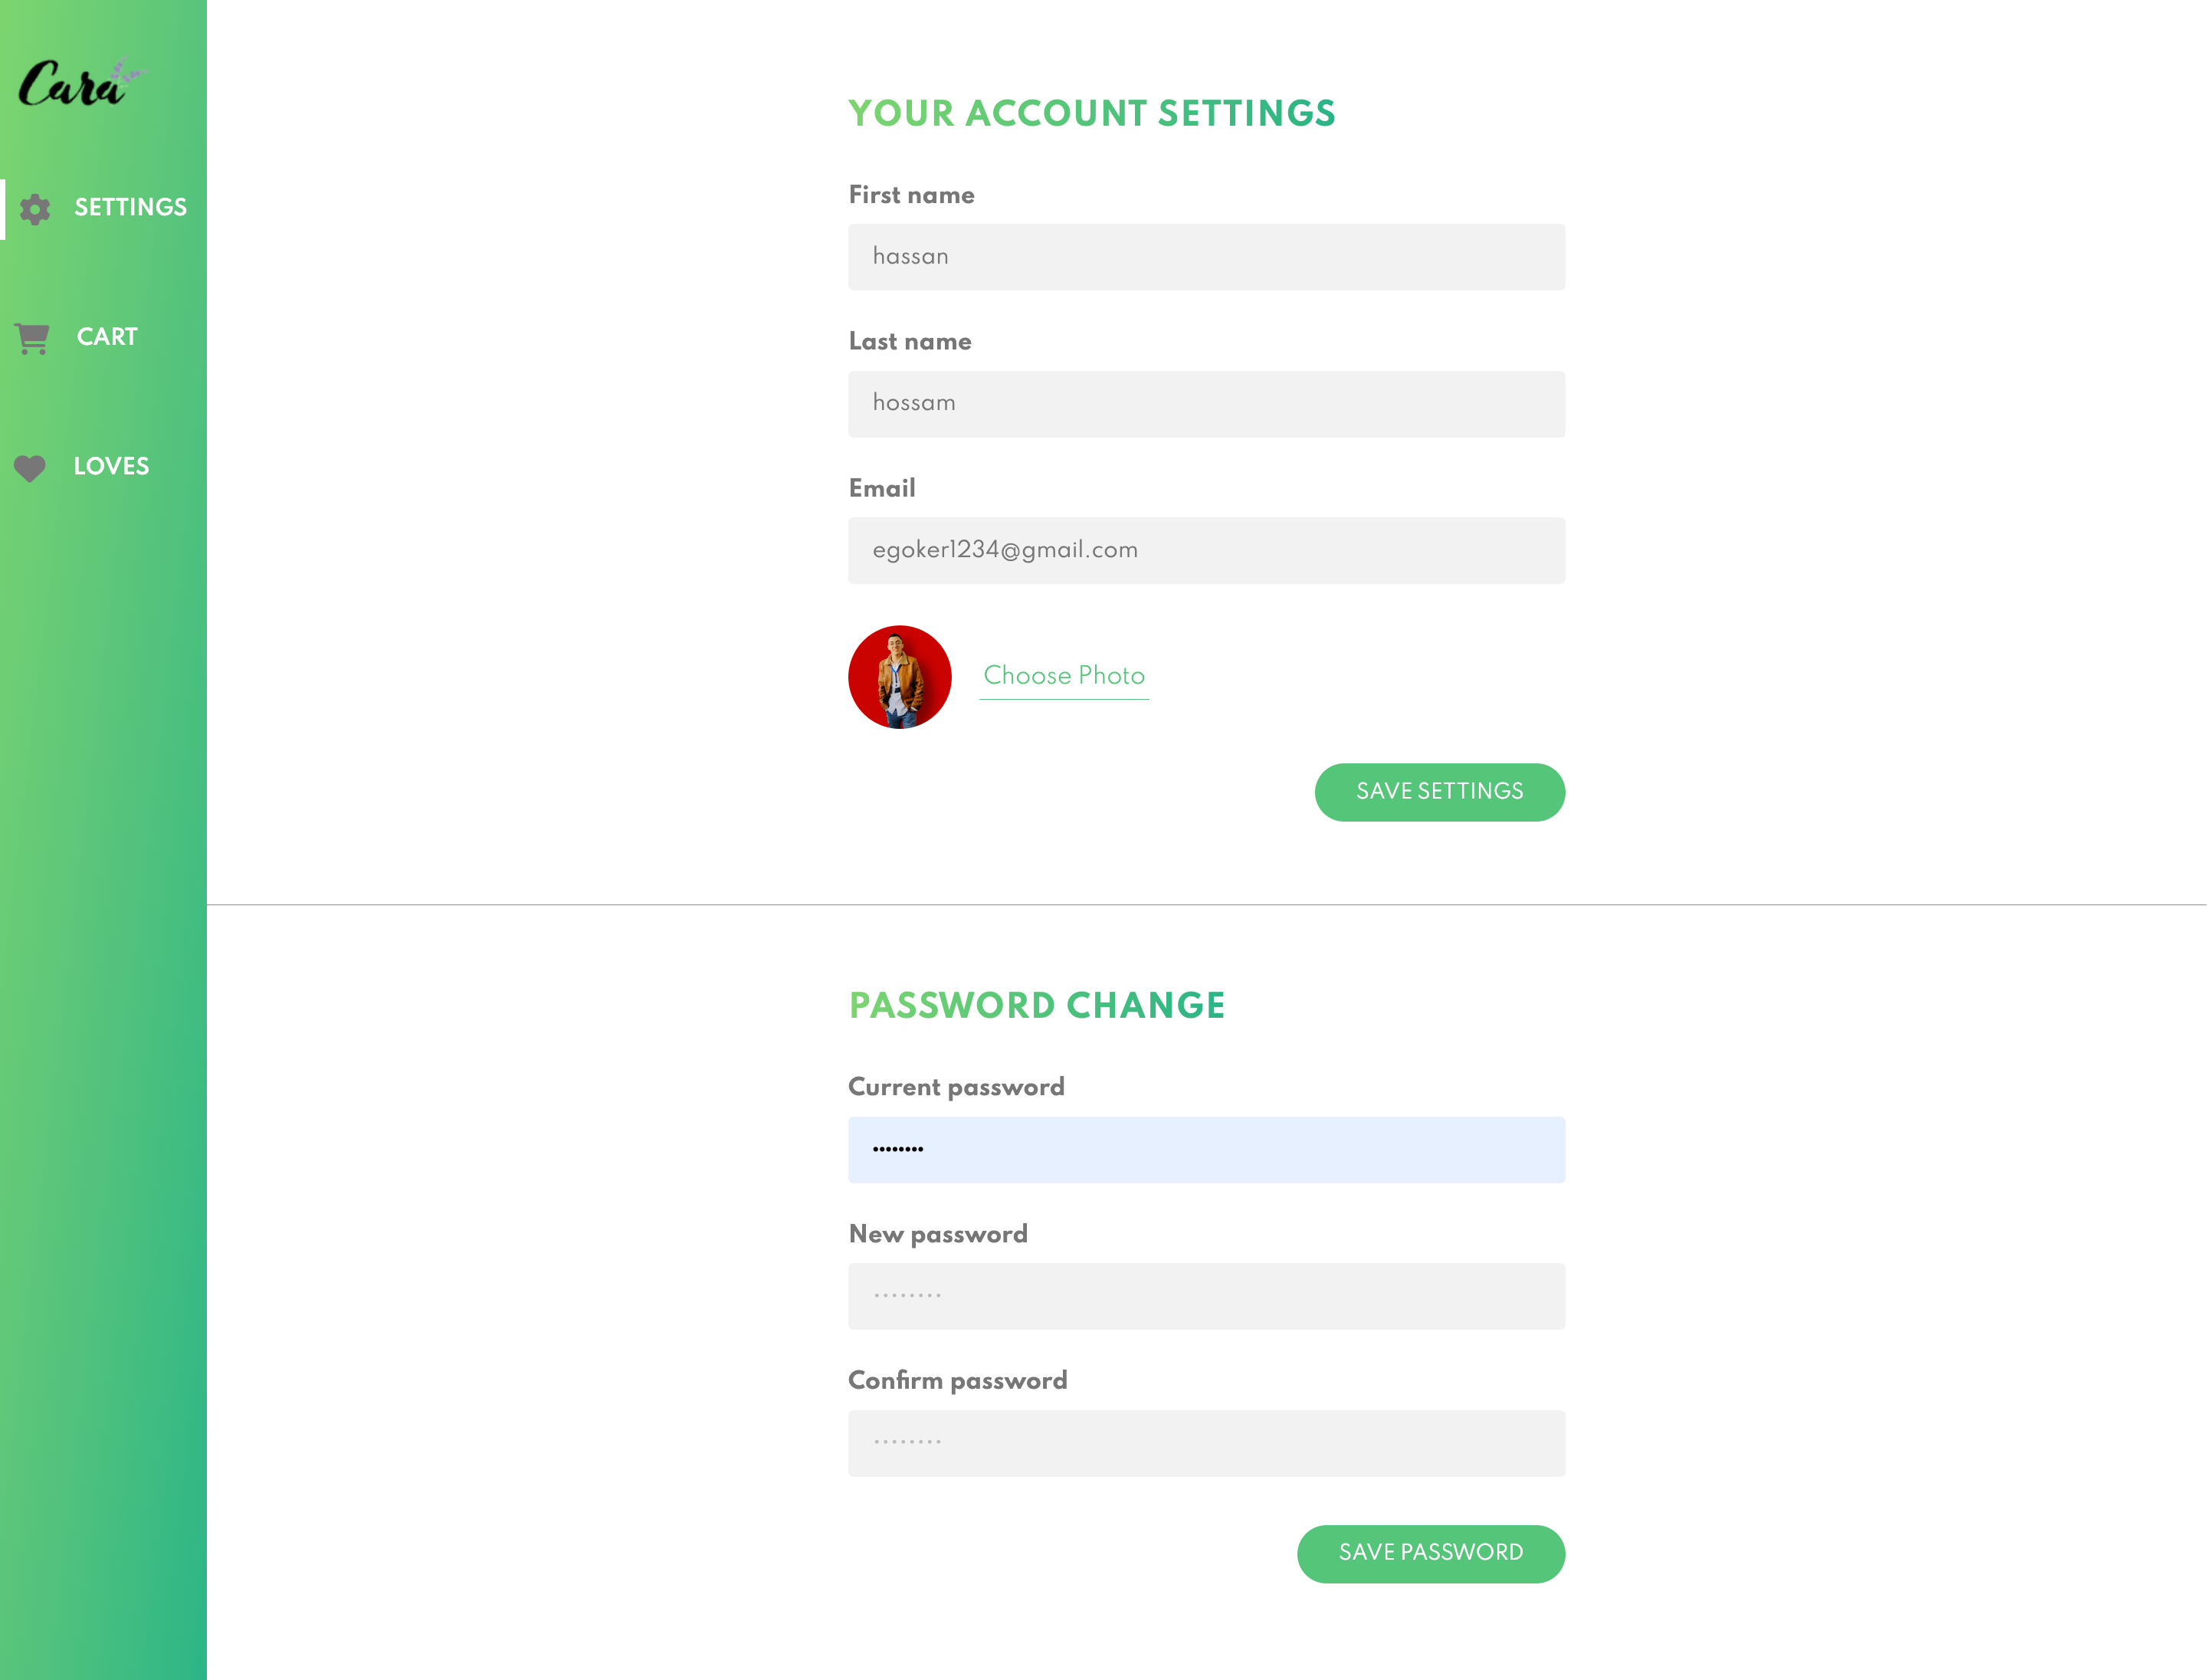 Cara
SETTINGS
CART
LOVES
YOUR ACCOUNT SETTINGS
First name
hassan
Last name
hossam
Email
egoker1234@gmail.com
Choose Photo
SAVE SETTINGS
PASSWORD CHANGE
Current password
••••••••
New password
••••••••
Confirm password
••••••••
SAVE PASSWORD